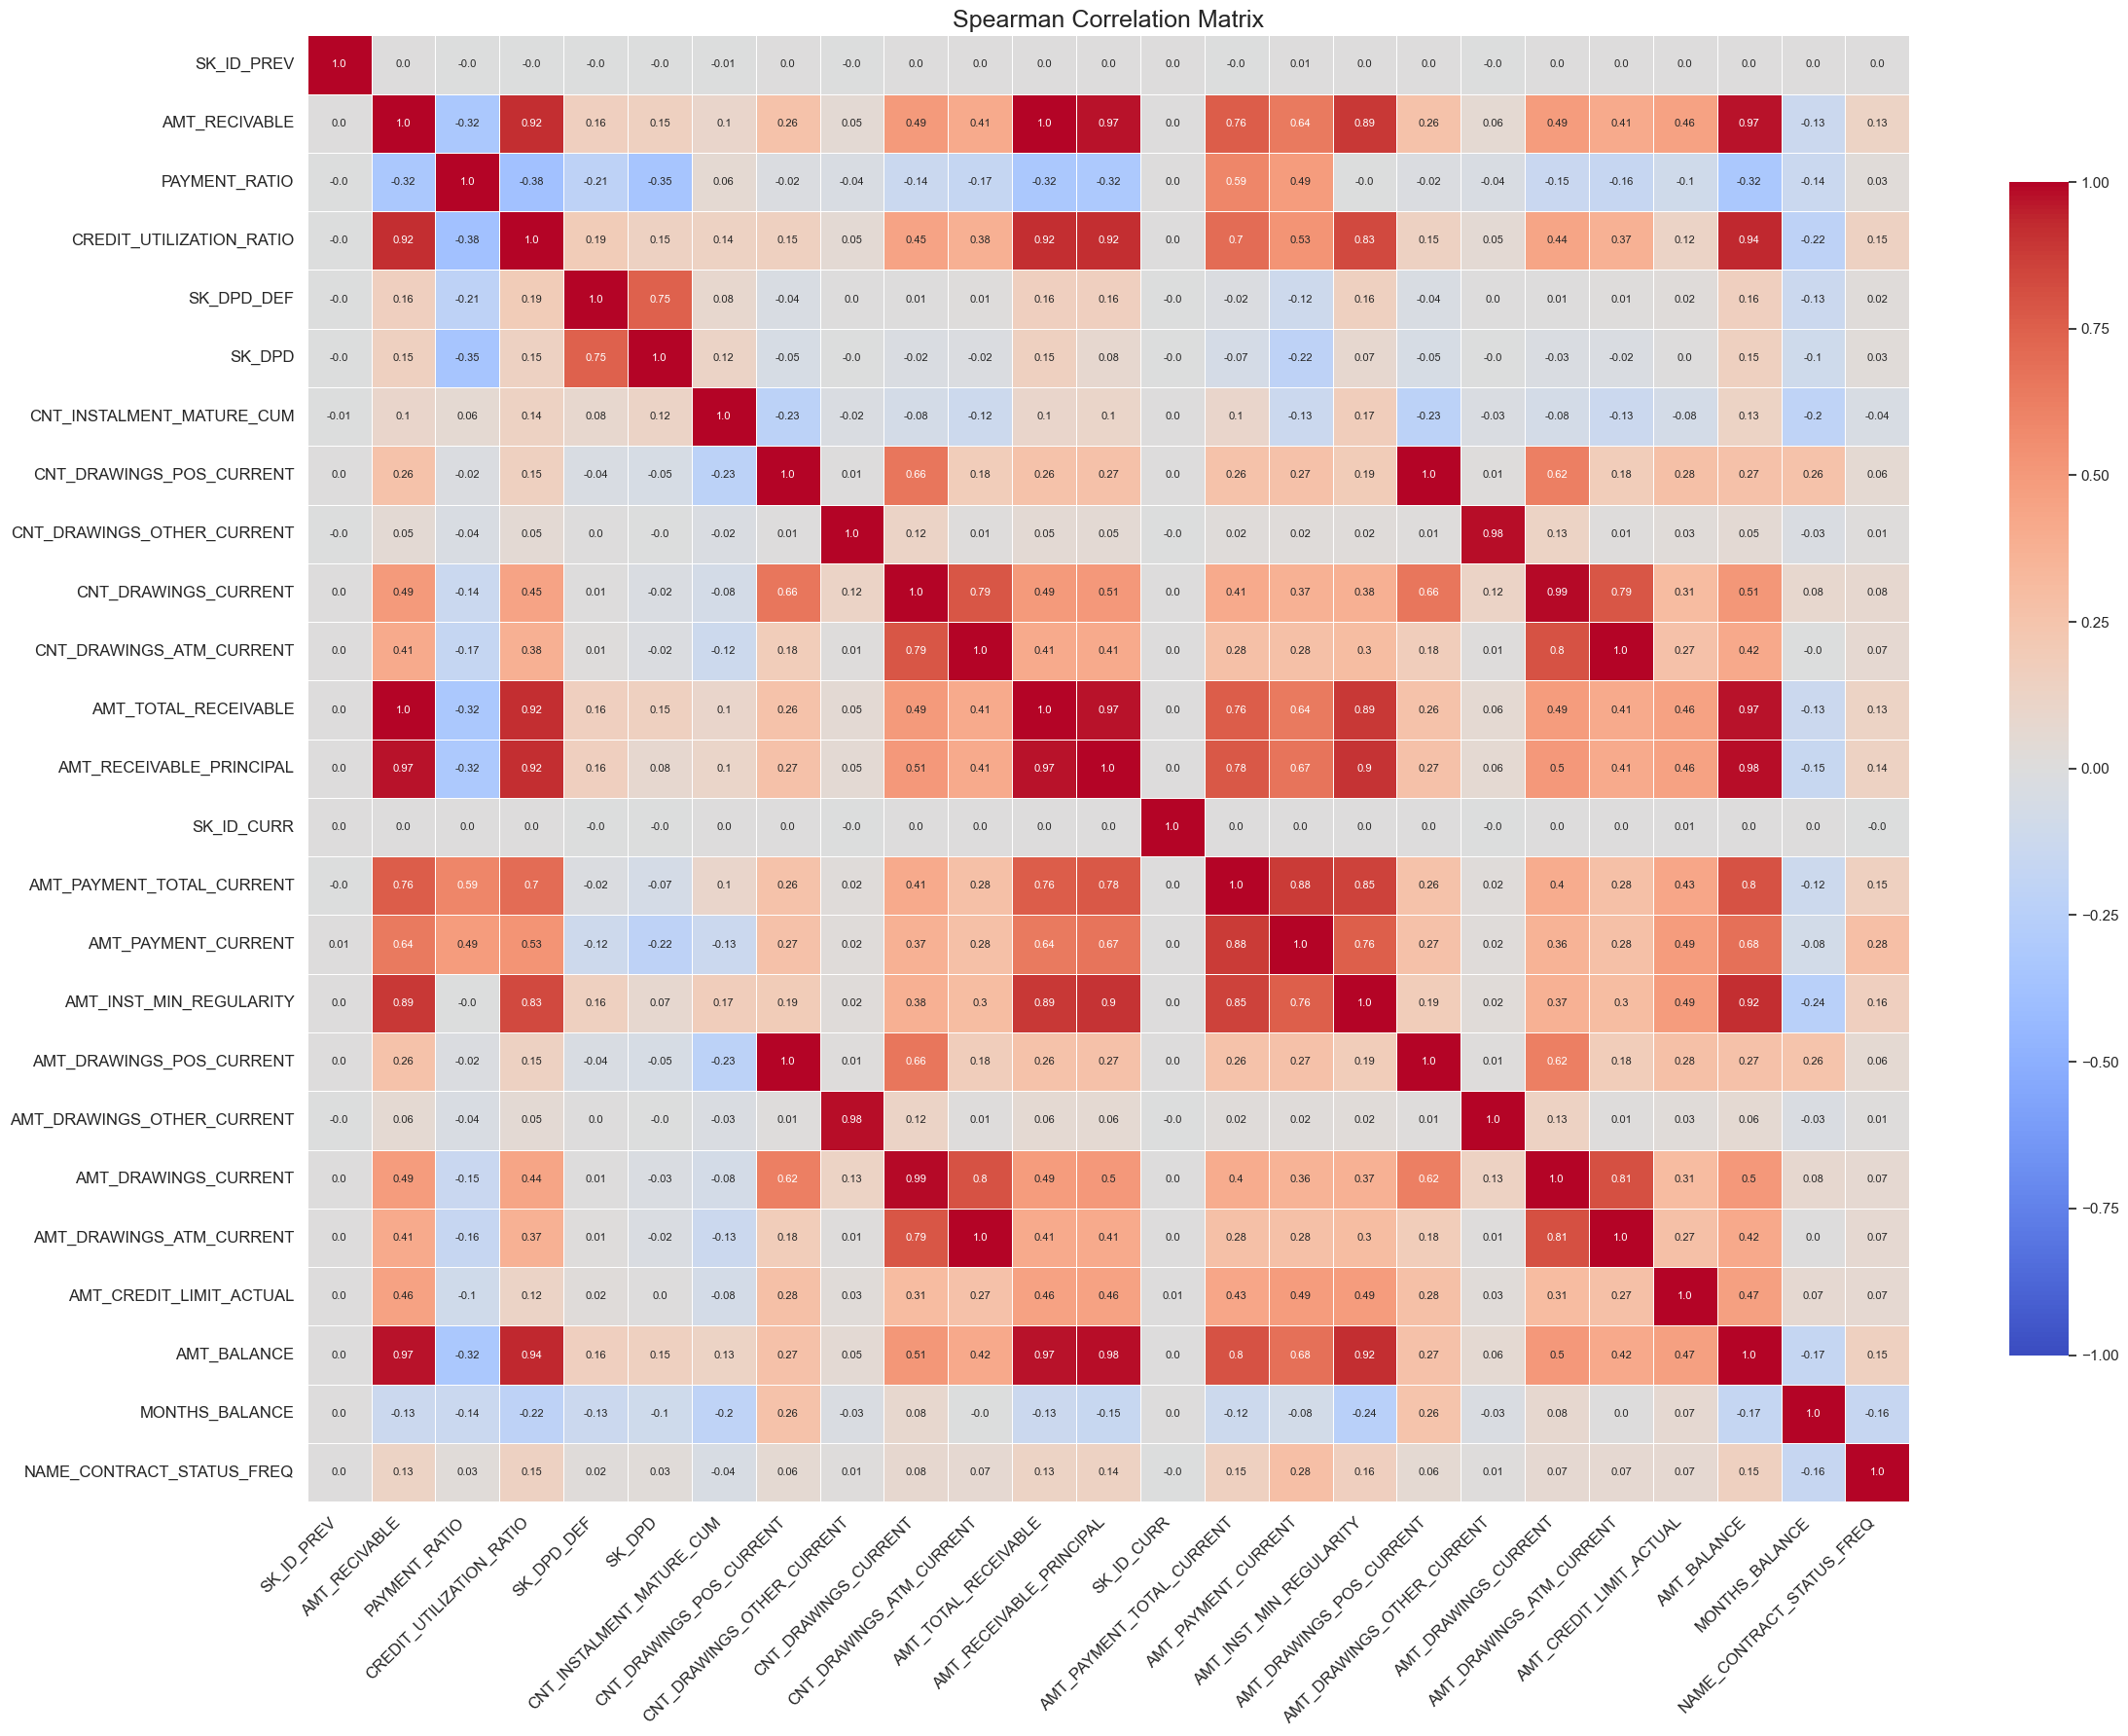 Spearman Correlation Matrix
SK_ID_PREV 1.0 0.0 -0.0 -0.0 -0.0 -0.0 -0.01 0.0 -0.0 0.0 0.0 0.0 0.0 0.0 -0.0 0.01 0.0 0.0 -0.0 0.0 0.0 0.0 0.0 0.0 0.0
AMT_RECIVABLE 0.0 1.0 -0.32 0.92 0.16 0.15 0.1 0.26 0.05 0.49 0.41 1.0 0.97 0.0 0.76 0.64 0.89 0.26 0.06 0.49 0.41 0.46 0.97 -0.13 0.13
PAYMENT_RATIO -0.0 -0.32 1.0 -0.38 -0.21 -0.35 0.06 -0.02 -0.04 -0.14 -0.17 -0.32 -0.32 0.0 0.59 0.49 -0.0 -0.02 -0.04 -0.15 -0.16 -0.1 -0.32 -0.14 0.03
1.00
CREDIT_UTILIZATION_RATIO -0.0 0.92 -0.38 1.0 0.19 0.15 0.14 0.15 0.05 0.45 0.38 0.92 0.92 0.0 0.7 0.53 0.83 0.15 0.05 0.44 0.37 0.12 0.94 -0.22 0.15
SK_DPD_DEF -0.0 0.16 -0.21 0.19 1.0 0.75 0.08 -0.04 0.0 0.01 0.01 0.16 0.16 -0.0 -0.02 -0.12 0.16 -0.04 0.0 0.01 0.01 0.02 0.16 -0.13 0.02
0.75
SK_DPD -0.0 0.15 -0.35 0.15 0.75 1.0 0.12 -0.05 -0.0 -0.02 -0.02 0.15 0.08 -0.0 -0.07 -0.22 0.07 -0.05 -0.0 -0.03 -0.02 0.0 0.15 -0.1 0.03
CNT_INSTALMENT_MATURE_CUM -0.01 0.1 0.06 0.14 0.08 0.12 1.0 -0.23 -0.02 -0.08 -0.12 0.1 0.1 0.0 0.1 -0.13 0.17 -0.23 -0.03 -0.08 -0.13 -0.08 0.13 -0.2 -0.04
CNT_DRAWINGS_POS_CURRENT 0.0 0.26 -0.02 0.15 -0.04 -0.05 -0.23 1.0 0.01 0.66 0.18 0.26 0.27 0.0 0.26 0.27 0.19 1.0 0.01 0.62 0.18 0.28 0.27 0.26 0.06
0.50
CNT_DRAWINGS_OTHER_CURRENT -0.0 0.05 -0.04 0.05 0.0 -0.0 -0.02 0.01 1.0 0.12 0.01 0.05 0.05 -0.0 0.02 0.02 0.02 0.01 0.98 0.13 0.01 0.03 0.05 -0.03 0.01
CNT_DRAWINGS_CURRENT 0.0 0.49 -0.14 0.45 0.01 -0.02 -0.08 0.66 0.12 1.0 0.79 0.49 0.51 0.0 0.41 0.37 0.38 0.66 0.12 0.99 0.79 0.31 0.51 0.08 0.08
0.25
CNT_DRAWINGS_ATM_CURRENT 0.0 0.41 -0.17 0.38 0.01 -0.02 -0.12 0.18 0.01 0.79 1.0 0.41 0.41 0.0 0.28 0.28 0.3 0.18 0.01 0.8 1.0 0.27 0.42 -0.0 0.07
AMT_TOTAL_RECEIVABLE 0.0 1.0 -0.32 0.92 0.16 0.15 0.1 0.26 0.05 0.49 0.41 1.0 0.97 0.0 0.76 0.64 0.89 0.26 0.06 0.49 0.41 0.46 0.97 -0.13 0.13
AMT_RECEIVABLE_PRINCIPAL 0.0 0.97 -0.32 0.92 0.16 0.08 0.1 0.27 0.05 0.51 0.41 0.97 1.0 0.0 0.78 0.67 0.9 0.27 0.06 0.5 0.41 0.46 0.98 -0.15 0.14
0.00
SK_ID_CURR 0.0 0.0 0.0 0.0 -0.0 -0.0 0.0 0.0 -0.0 0.0 0.0 0.0 0.0 1.0 0.0 0.0 0.0 0.0 -0.0 0.0 0.0 0.01 0.0 0.0 -0.0
AMT_PAYMENT_TOTAL_CURRENT -0.0 0.76 0.59 0.7 -0.02 -0.07 0.1 0.26 0.02 0.41 0.28 0.76 0.78 0.0 1.0 0.88 0.85 0.26 0.02 0.4 0.28 0.43 0.8 -0.12 0.15
−0.25
AMT_PAYMENT_CURRENT 0.01 0.64 0.49 0.53 -0.12 -0.22 -0.13 0.27 0.02 0.37 0.28 0.64 0.67 0.0 0.88 1.0 0.76 0.27 0.02 0.36 0.28 0.49 0.68 -0.08 0.28
AMT_INST_MIN_REGULARITY 0.0 0.89 -0.0 0.83 0.16 0.07 0.17 0.19 0.02 0.38 0.3 0.89 0.9 0.0 0.85 0.76 1.0 0.19 0.02 0.37 0.3 0.49 0.92 -0.24 0.16
AMT_DRAWINGS_POS_CURRENT 0.0 0.26 -0.02 0.15 -0.04 -0.05 -0.23 1.0 0.01 0.66 0.18 0.26 0.27 0.0 0.26 0.27 0.19 1.0 0.01 0.62 0.18 0.28 0.27 0.26 0.06
−0.50
AMT_DRAWINGS_OTHER_CURRENT -0.0 0.06 -0.04 0.05 0.0 -0.0 -0.03 0.01 0.98 0.12 0.01 0.06 0.06 -0.0 0.02 0.02 0.02 0.01 1.0 0.13 0.01 0.03 0.06 -0.03 0.01
AMT_DRAWINGS_CURRENT 0.0 0.49 -0.15 0.44 0.01 -0.03 -0.08 0.62 0.13 0.99 0.8 0.49 0.5 0.0 0.4 0.36 0.37 0.62 0.13 1.0 0.81 0.31 0.5 0.08 0.07
−0.75
AMT_DRAWINGS_ATM_CURRENT 0.0 0.41 -0.16 0.37 0.01 -0.02 -0.13 0.18 0.01 0.79 1.0 0.41 0.41 0.0 0.28 0.28 0.3 0.18 0.01 0.81 1.0 0.27 0.42 0.0 0.07
AMT_CREDIT_LIMIT_ACTUAL 0.0 0.46 -0.1 0.12 0.02 0.0 -0.08 0.28 0.03 0.31 0.27 0.46 0.46 0.01 0.43 0.49 0.49 0.28 0.03 0.31 0.27 1.0 0.47 0.07 0.07
AMT_BALANCE 0.0 0.97 -0.32 0.94 0.16 0.15 0.13 0.27 0.05 0.51 0.42 0.97 0.98 0.0 0.8 0.68 0.92 0.27 0.06 0.5 0.42 0.47 1.0 -0.17 0.15
−1.00
MONTHS_BALANCE 0.0 -0.13 -0.14 -0.22 -0.13 -0.1 -0.2 0.26 -0.03 0.08 -0.0 -0.13 -0.15 0.0 -0.12 -0.08 -0.24 0.26 -0.03 0.08 0.0 0.07 -0.17 1.0 -0.16
NAME_CONTRACT_STATUS_FREQ 0.0 0.13 0.03 0.15 0.02 0.03 -0.04 0.06 0.01 0.08 0.07 0.13 0.14 -0.0 0.15 0.28 0.16 0.06 0.01 0.07 0.07 0.07 0.15 -0.16 1.0
SK_ID_PREV
AMT_RECIVABLE
PAYMENT_RATIO
CREDIT_UTILIZATION_RATIO
SK_DPD_DEF
SK_DPD
CNT_INSTALMENT_MATURE_CUM
CNT_DRAWINGS_POS_CURRENT
CNT_DRAWINGS_OTHER_CURRENT
CNT_DRAWINGS_CURRENT
CNT_DRAWINGS_ATM_CURRENT
AMT_TOTAL_RECEIVABLE
AMT_RECEIVABLE_PRINCIPAL
SK_ID_CURR
AMT_PAYMENT_TOTAL_CURRENT
AMT_PAYMENT_CURRENT
AMT_INST_MIN_REGULARITY
AMT_DRAWINGS_POS_CURRENT
AMT_DRAWINGS_OTHER_CURRENT
AMT_DRAWINGS_CURRENT
AMT_DRAWINGS_ATM_CURRENT
AMT_CREDIT_LIMIT_ACTUAL
AMT_BALANCE
MONTHS_BALANCE
NAME_CONTRACT_STATUS_FREQ